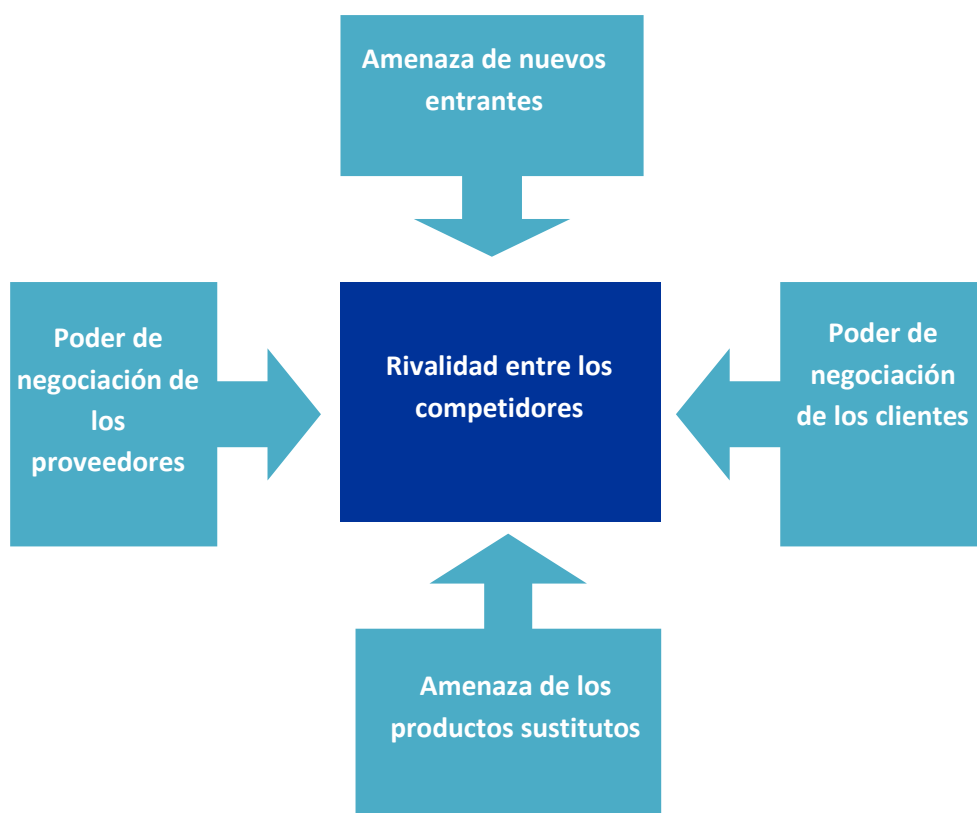 Amenaza de nuevos
entrantes
Poder de
negociación de
los
proveedores
Rivalidad entre los
competidores
Poder de
negociación
de los clientes
Amenaza de los
productos sustitutos